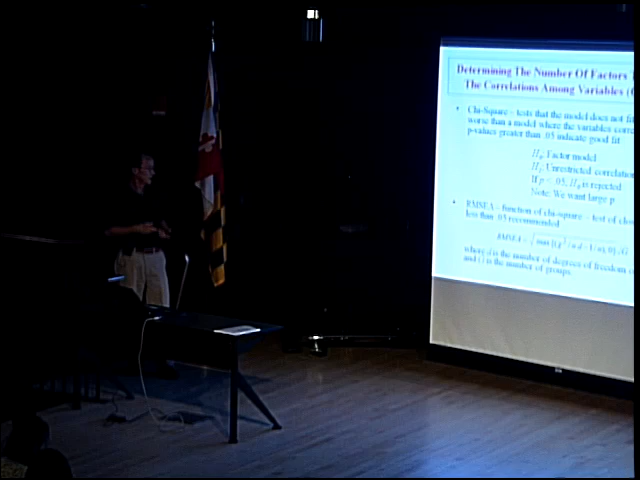 Determining The Number Of Factors
The Correlations Among Variables
• Chi-Square – tests that the model does not fit
worse than a model where the variables corre
p-values greater than .05 indicate good fit
H₀: Factor model
H₁: Unrestricted correlation
If p < .05, H₀ is rejected
Note: We want large p
• RMSEA – function of chi-square – test of clos
less than .05 recommended
RMSEA =
where d is the number of degrees of freedom o
and G is the number of groups